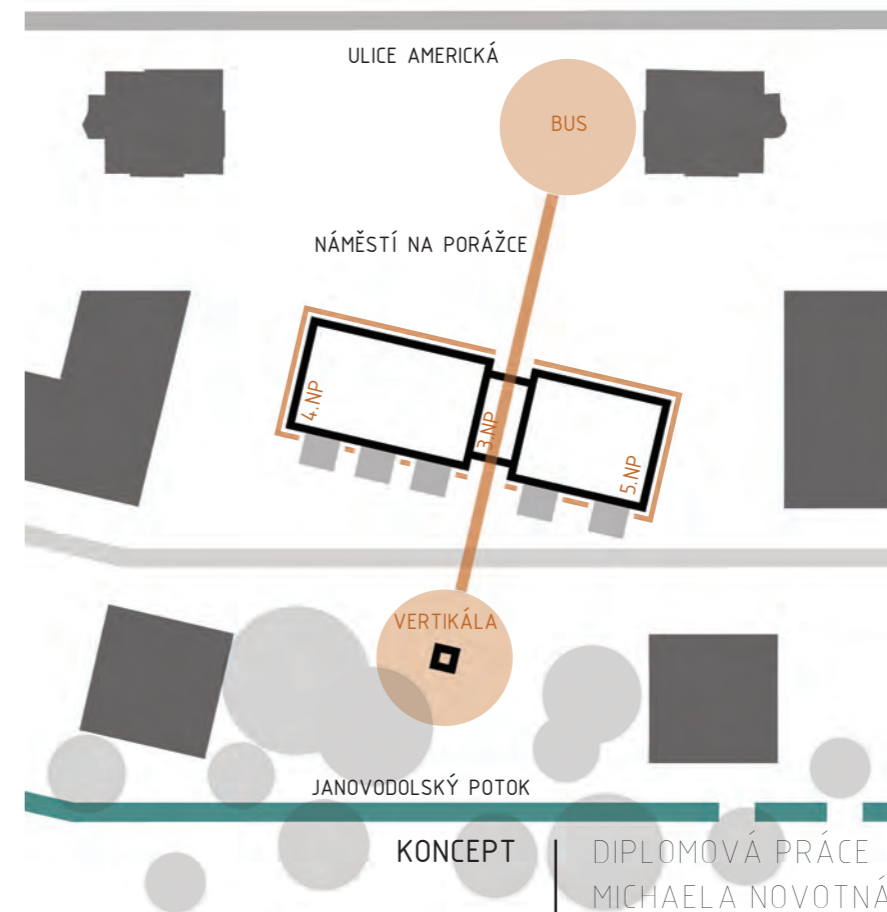 ULICE AMERICKÁ
BUS
NÁMĚSTÍ NA PORÁŽCE
4.NP
3.NP
5.NP
VERTIKÁLA
JANOVODOLSKÝ POTOK
KONCEPT
DIPLOMOVÁ PRÁCE
MICHAELA NOVOTNÁ